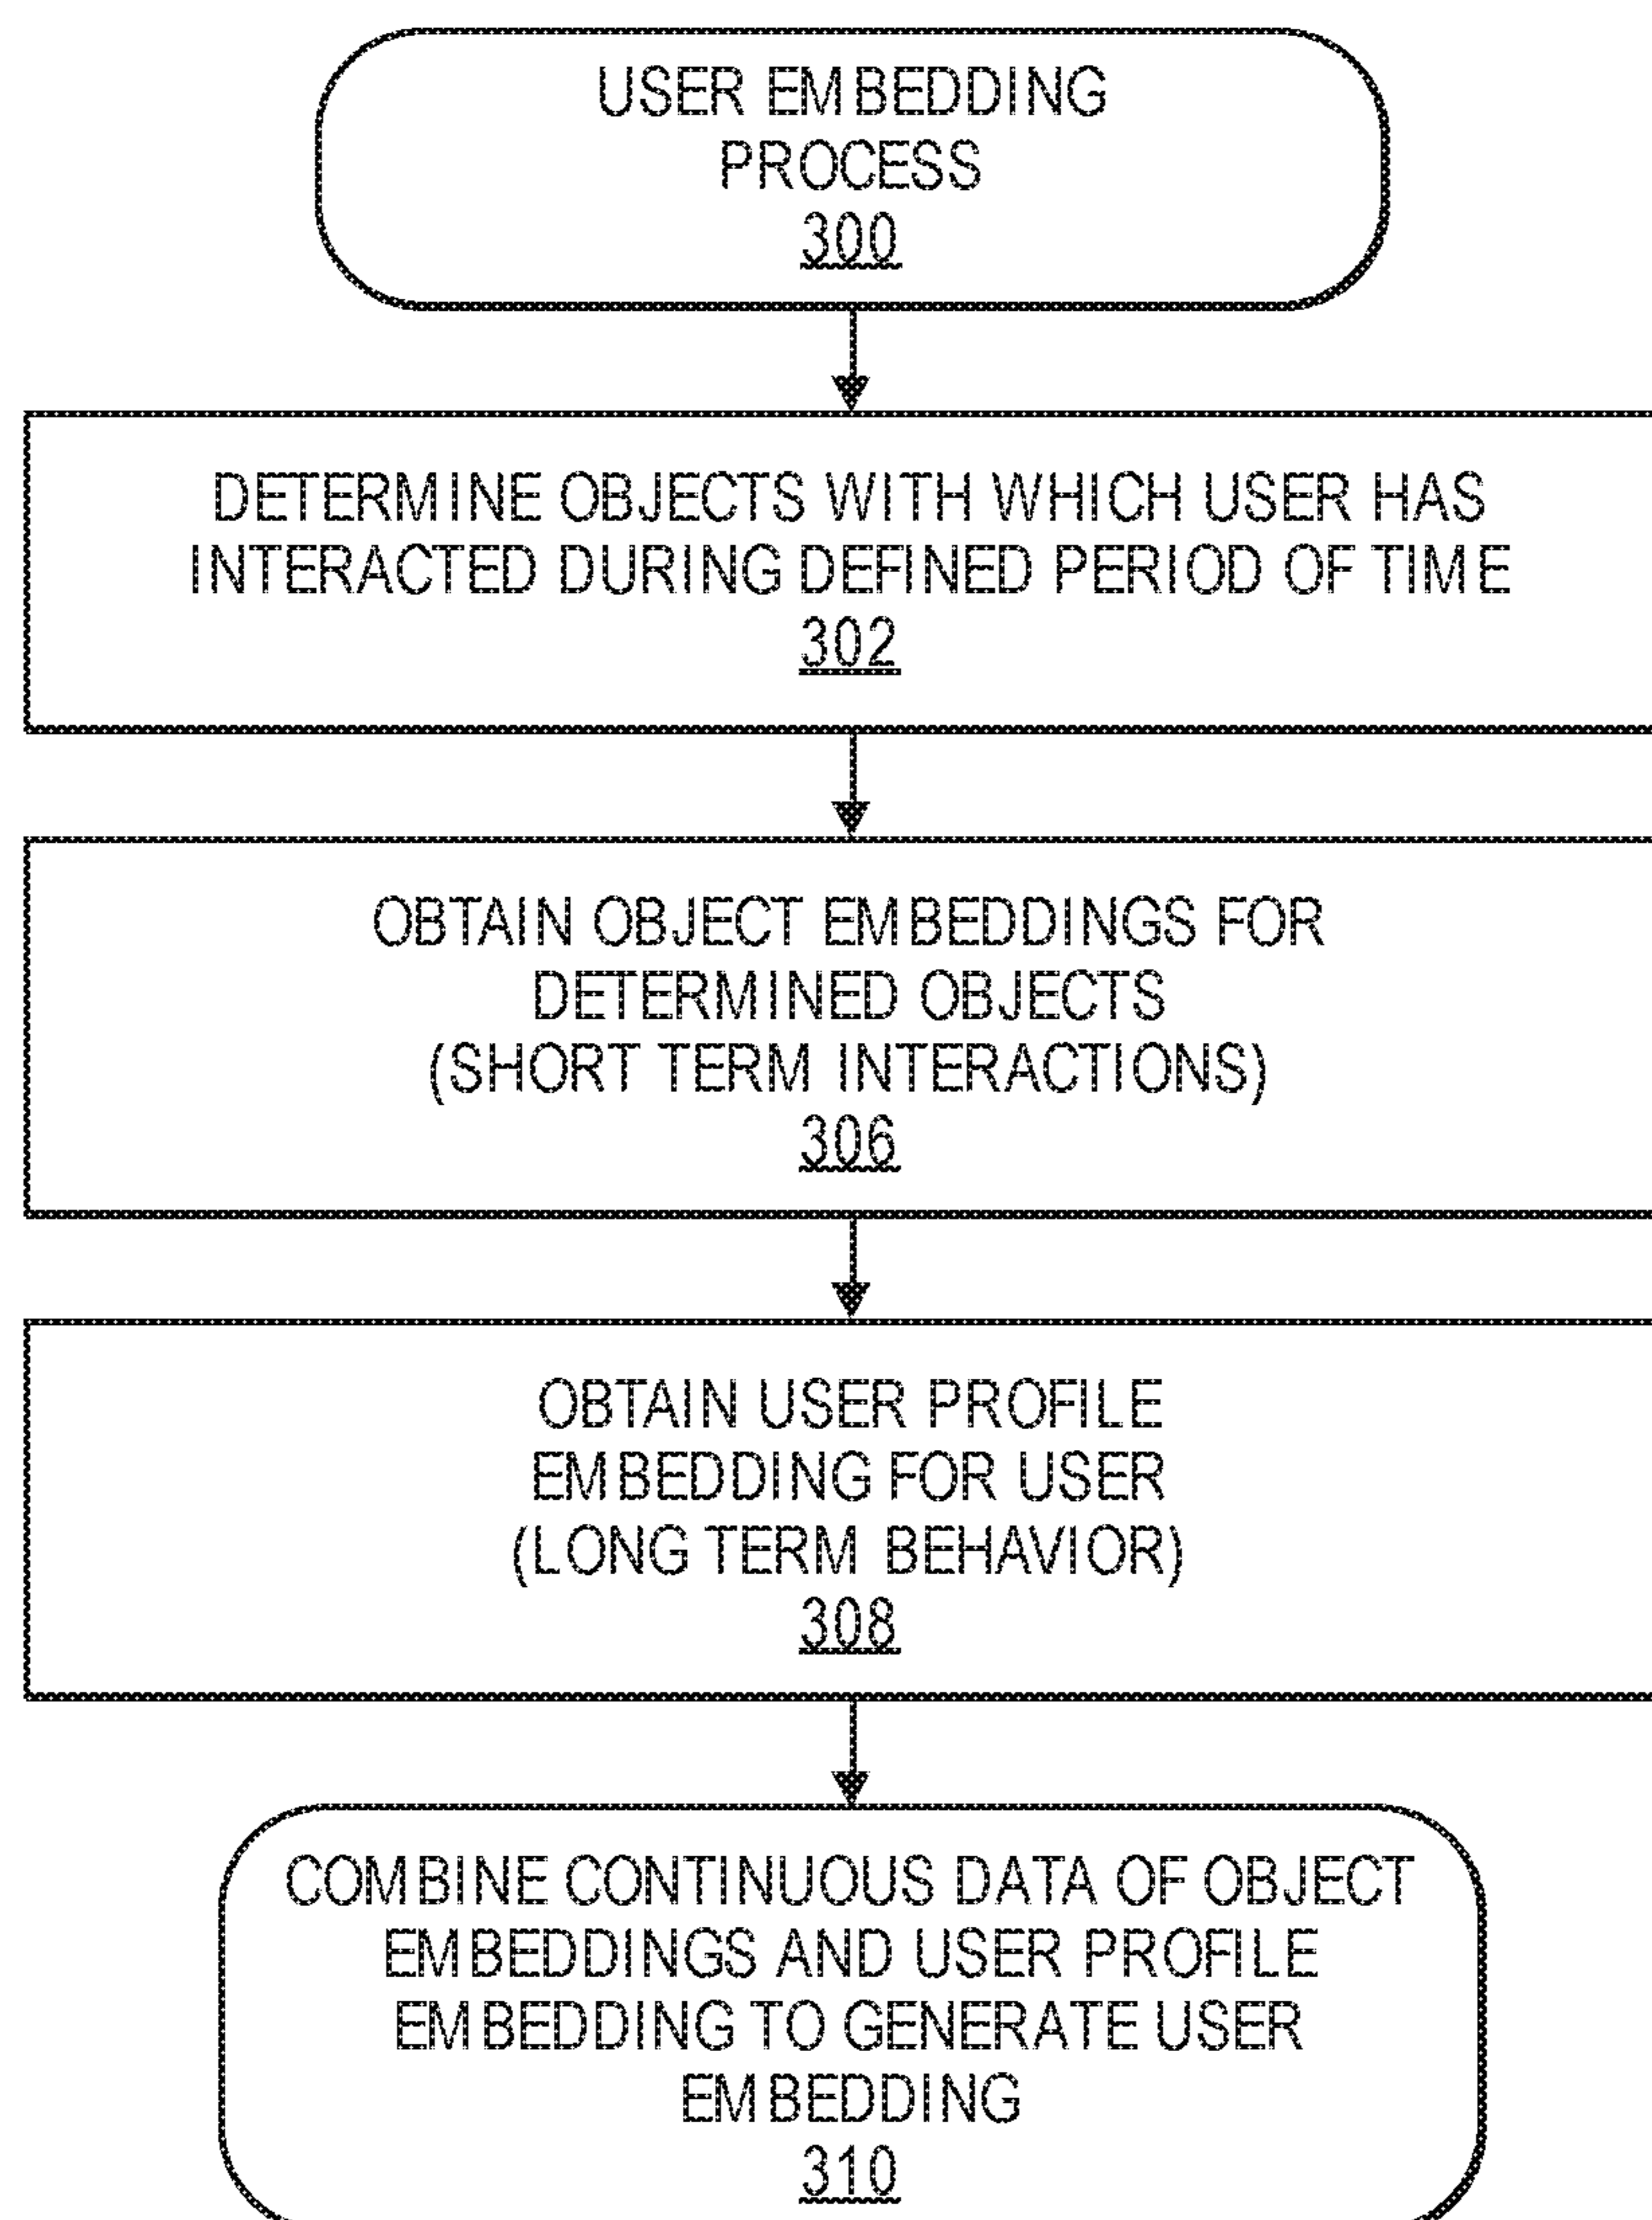 USER EMBEDDING
PROCESS
300
DETERMINE OBJECTS WITH WHICH USER HAS
INTERACTED DURING DEFINED PERIOD OF TIME
302
OBTAIN OBJECT EMBEDDINGS FOR
DETERMINED OBJECTS
(SHORT TERM INTERACTIONS)
306
OBTAIN USER PROFILE
EMBEDDING FOR USER
(LONG TERM BEHAVIOR)
308
COMBINE CONTINUOUS DATA OF OBJECT
EMBEDDINGS AND USER PROFILE
EMBEDDING TO GENERATE USER
EMBEDDING
310